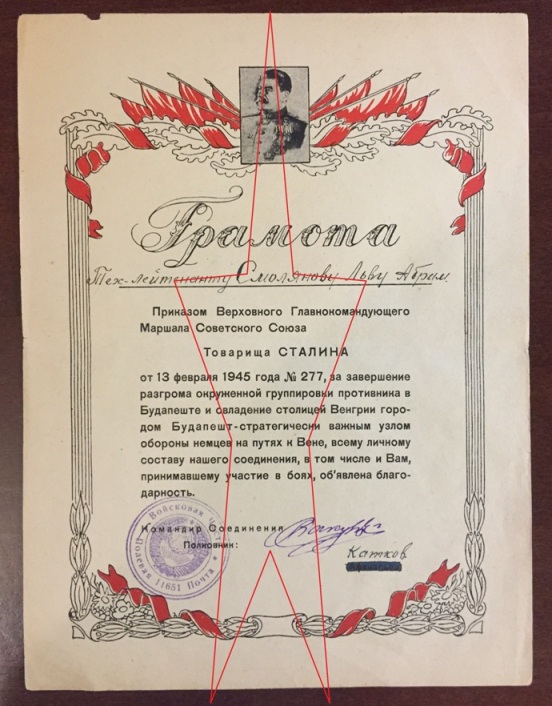 Грамота
Тех-лейтенанту Смолянову Льву Абрам.
Приказом Верховного Главнокомандующего
Маршала Советского Союза
Товарища СТАЛИНА
от 13 февраля 1945 года № 277, за завершение
разгрома окруженной группировки противника в
Будапеште и овладение столицей Венгрии горо-
дом Будапешт-стратегически важным узлом
обороны немцев на путях к Вене, всему личному
составу нашего соединения, в том числе и Вам,
принимавшему участие в боях, об'явлена благо-
дарность.
Командир Соединения
Полковник:
Катков
Войсковая часть
Полевая Почта 11651